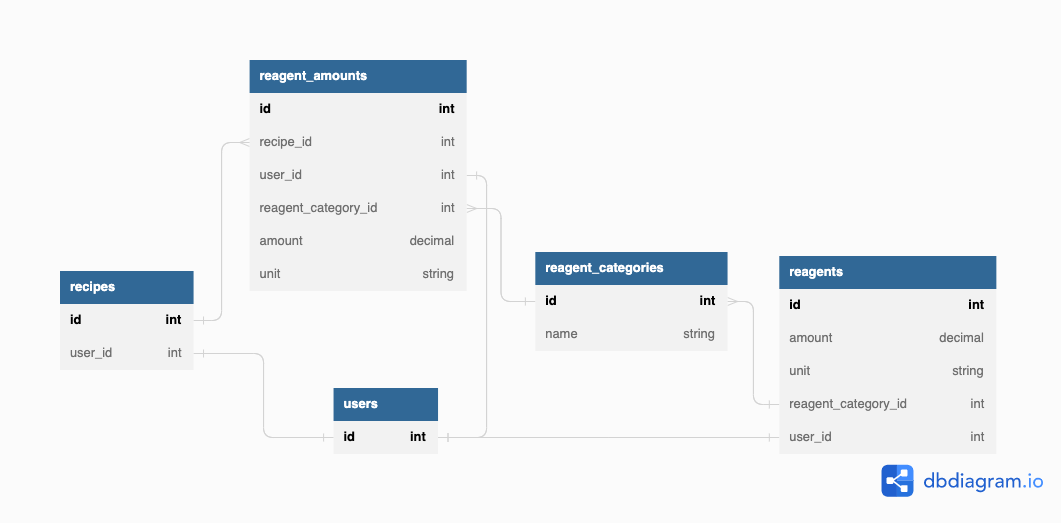 reagent_amounts
id int
recipe_id int
user_id int
reagent_category_id int
amount decimal
unit string
recipes
id int
user_id int
users
id int
reagent_categories
id int
name string
reagents
id int
amount decimal
unit string
reagent_category_id int
user_id int
dbdiagram.io